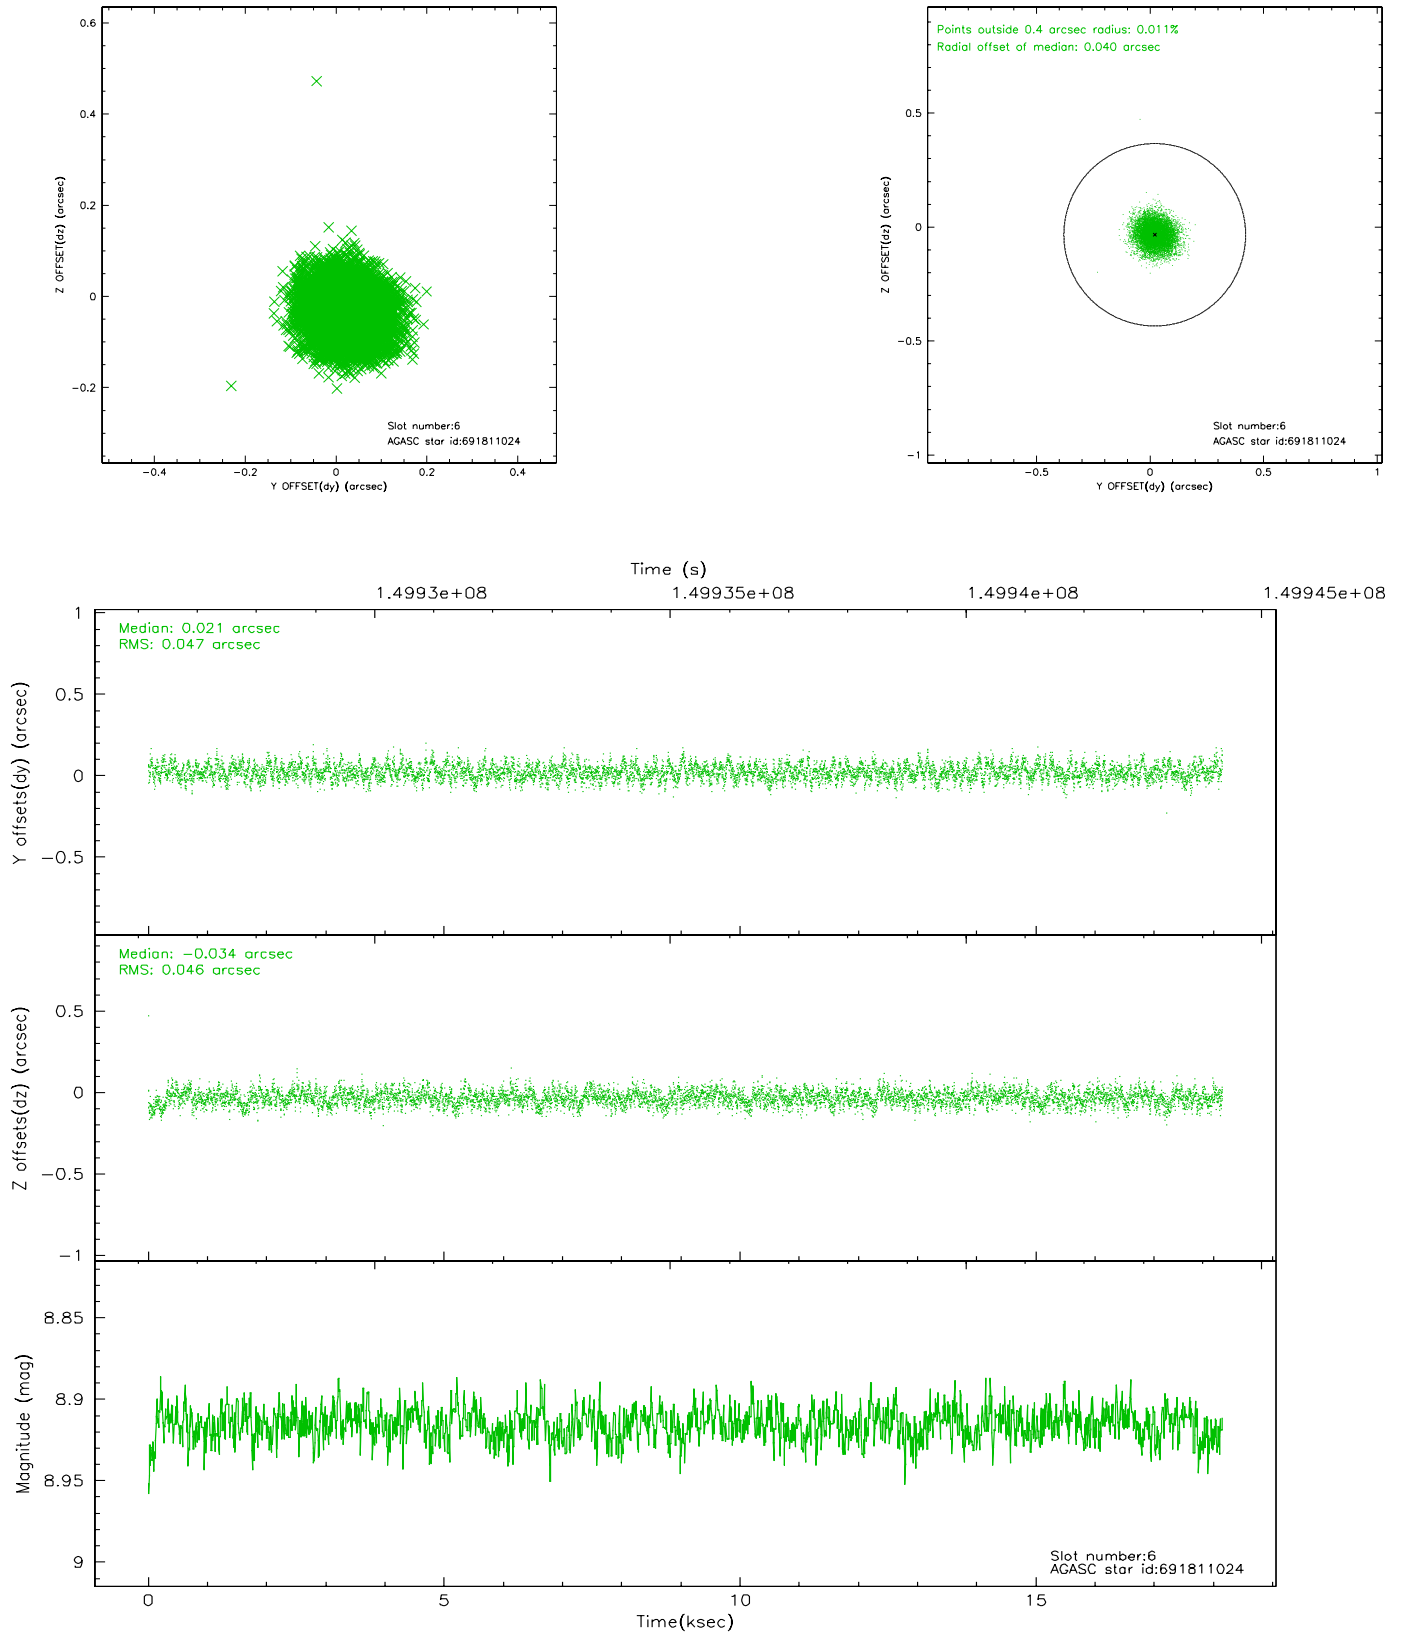 0.6
0.4
0.2
0
−0.2
Z OFFSET(dz) (arcsec)
Slot number:6
AGASC star id:691811024
−0.4
−0.2
0
0.2
0.4
Y OFFSET(dy) (arcsec)
Points outside 0.4 arcsec radius: 0.011%
Radial offset of median: 0.040 arcsec
0.5
0
−0.5
−1
Z OFFSET(dz) (arcsec)
Slot number:6
AGASC star id:691811024
−0.5
0
0.5
1
Y OFFSET(dy) (arcsec)
Time (s)
1.4993e+08
1.49935e+08
1.4994e+08
1.49945e+08
Median: 0.021 arcsec
RMS: 0.047 arcsec
1
0.5
0
−0.5
Y offsets(dy) (arcsec)
Median: −0.034 arcsec
RMS: 0.046 arcsec
0.5
0
−0.5
−1
Z offsets(dz) (arcsec)
8.85
8.9
8.95
9
Magnitude (mag)
Slot number:6
AGASC star id:691811024
0
5
10
15
Time(ksec)